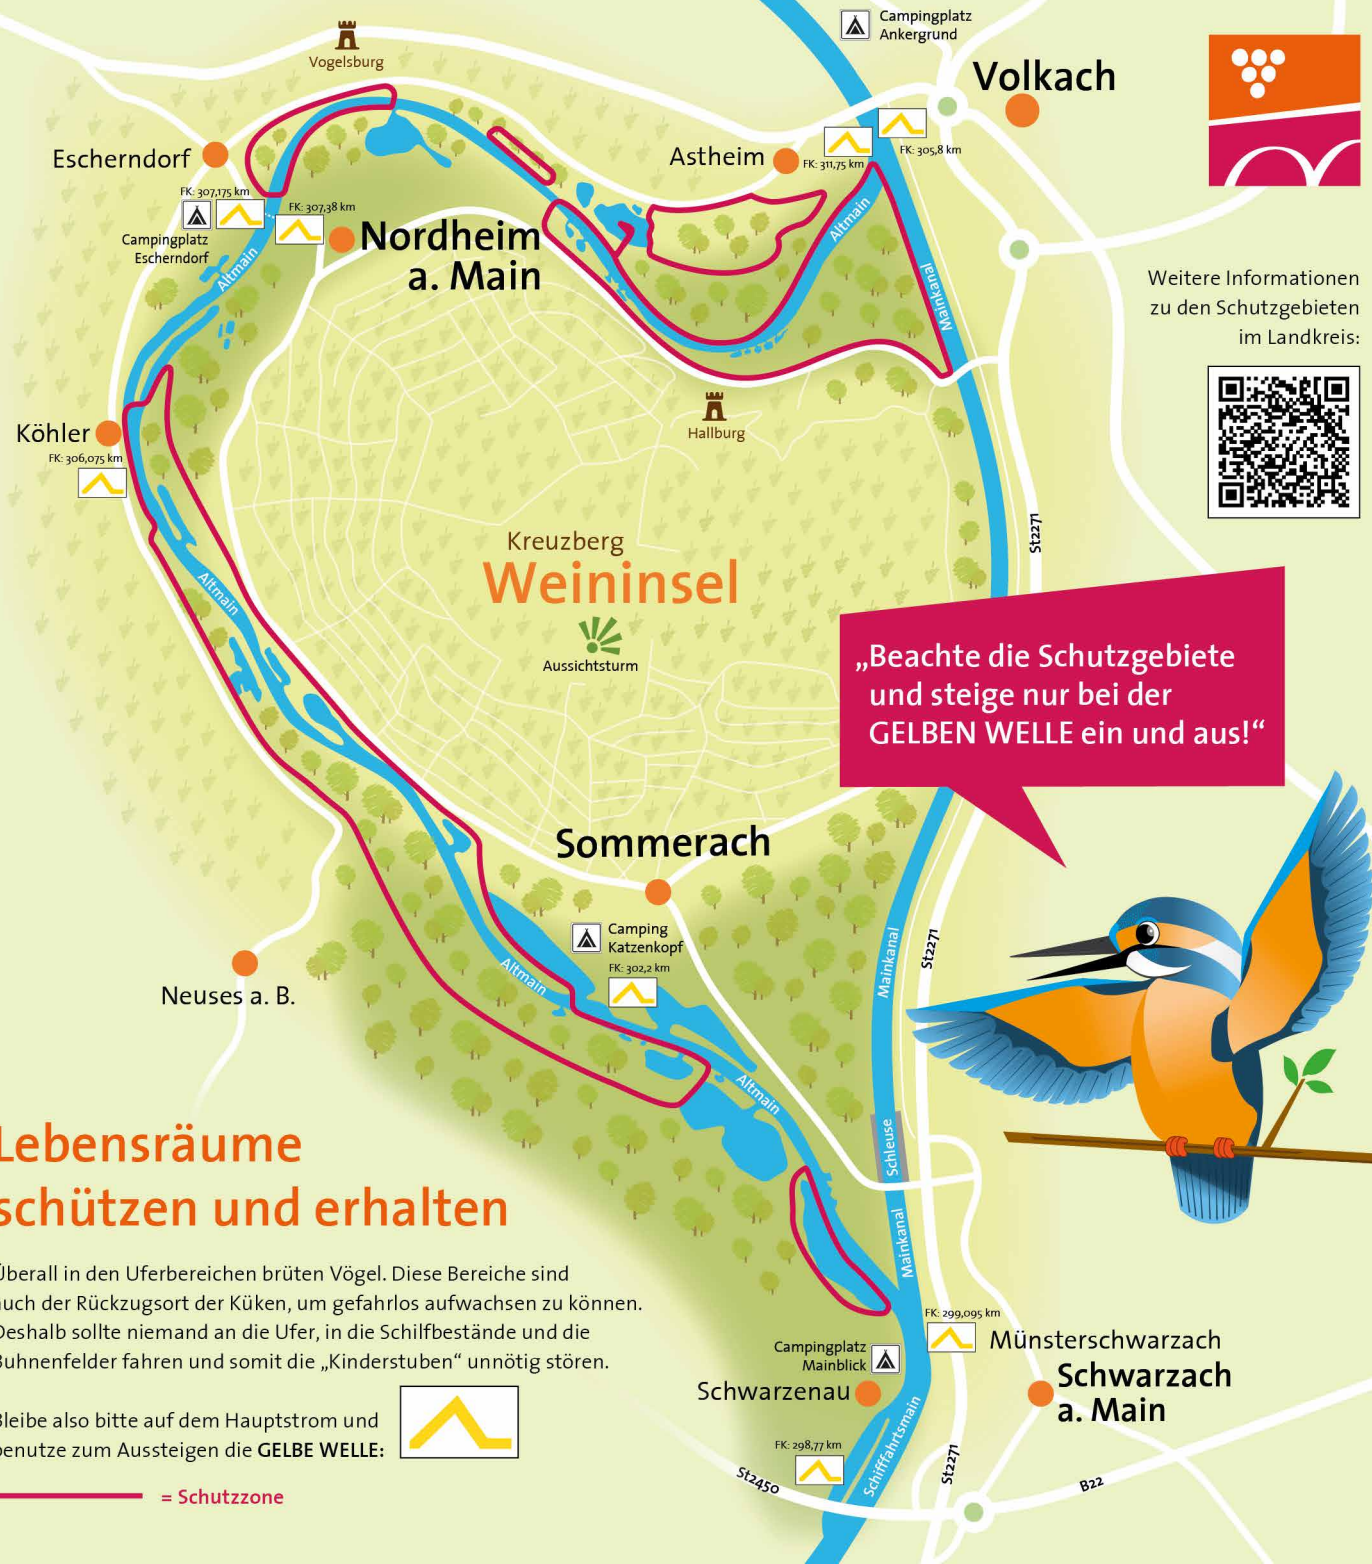 Campingplatz
Ankergrund
Vogelsburg
Volkach
Escherndorf
Astheim
FK: 311,75 km
FK: 305,8 km
FK: 307,175 km
FK: 307,38 km
Campingplatz
Escherndorf
Nordheim
a. Main
Altmain
Altmain
Mainkanal
Weitere Informationen
zu den Schutzgebieten
im Landkreis:
Köhler
FK: 306,075 km
Hallburg
St2271
Kreuzberg
Weininsel
Aussichtsturm
Altmain
„Beachte die Schutzgebiete
und steige nur bei der
GELBEN WELLE ein und aus!“
Sommerach
Camping
Katzenkopf
FK: 302,2 km
Altmain
Mainkanal
St2271
Neuses a. B.
Altmain
Schleuse
Mainkanal
Lebensräume
schützen und erhalten
Überall in den Uferbereichen brüten Vögel. Diese Bereiche sind
auch der Rückzugsort der Küken, um gefahrlos aufwachsen zu können.
Deshalb sollte niemand an die Ufer, in die Schilfbestände und die
Buhnenfelder fahren und somit die „Kinderstuben“ unnötig stören.
Bleibe also bitte auf dem Hauptstrom und
benutze zum Aussteigen die GELBE WELLE:
= Schutzzone
FK: 299,095 km
Münsterschwarzach
Schwarzach
a. Main
Campingplatz
Mainblick
Schwarzenau
FK: 298,77 km
Schifffahrtsmain
St2450
St2271
B22